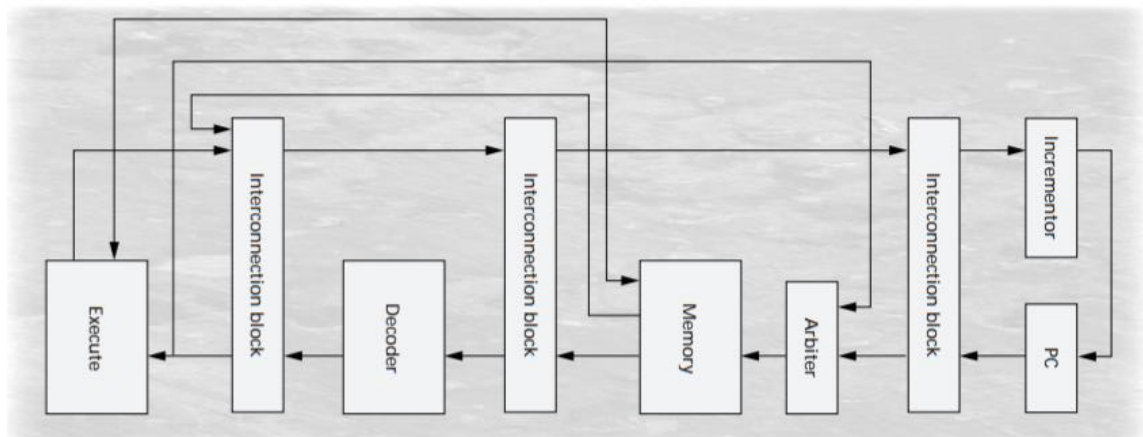 Execute
Interconnection block
Decoder
Interconnection block
Memory
Arbiter
Interconnection block
Incrementor
PC